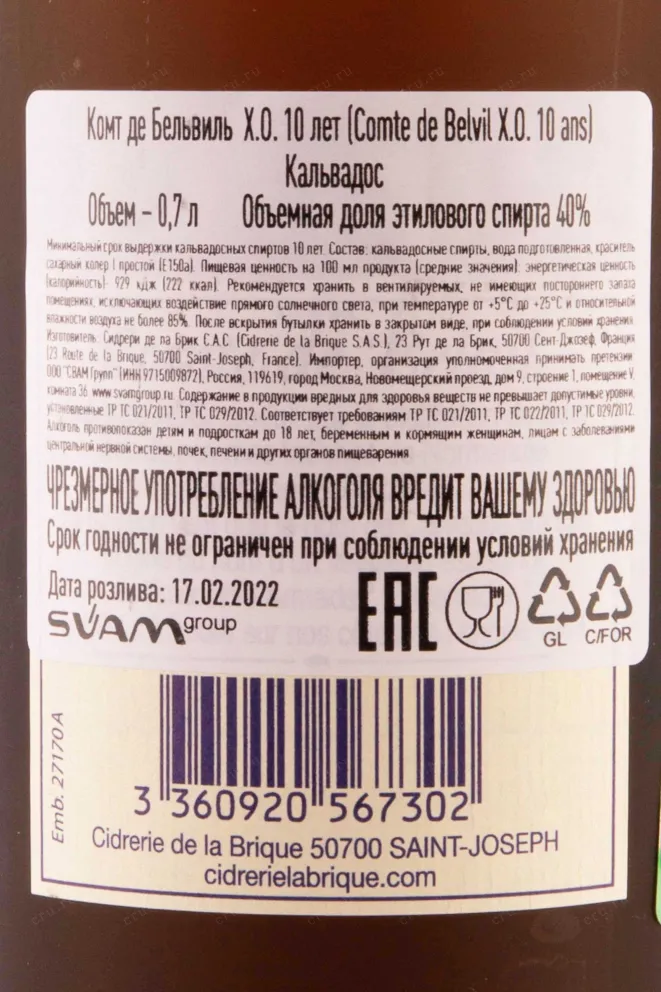 Комт де Бельвиль Х.О. 10 лет (Comte de Belvil X.O. 10 ans)
Кальвадос
Объем – 0,7 л Объемная доля этилового спирта 40%
Минимальный срок выдержки кальвадосных спиртов 10 лет. Состав: кальвадосные спирты, вода подготовленная, краситель
сахарный колер I простой (Е150а). Пищевая ценность на 100 мл продукта (средние значения): энергетическая ценность
(калорийность)- 929 кДж (222 ккал). Рекомендуется хранить в вентилируемых, не имеющих постороннего запаха
помещениях, исключающих воздействие прямого солнечного света, при температуре от +5°С до +25°С и относительной
влажности воздуха не более 85%. После вскрытия бутылки хранить в закрытом виде, при соблюдении условий хранения
Изготовитель: Сидрери де ла Брик С.А.С. (Cidrerie de la Brique S.A.S.), 23 Рут де ла Брик, 50700 Сент-Джозеф, Франция
(23 Route de la Brique, 50700 Saint-Joseph, France). Импортер, организация уполномоченная принимать претензии
ООО "СВАМ Групп" (ИНН 9715009872), Россия, 119619, город Москва, Новомещерский проезд, дом 9, строение 1, помещение V,
комната 36 www.svamgroup.ru. Содержание в продукции вредных для здоровья веществ не превышает допустимые уровни,
установленные ТР ТС 021/2011, ТР ТС 029/2012. Соответствует требованиям ТР ТС 021/2011, ТР ТС 022/2011, ТР ТС 029/2012.
Алкоголь противопоказан детям и подросткам до 18 лет, беременным и кормящим женщинам, лицам с заболеваниями
центральной нервной системы, почек, печени и других органов пищеварения
ЧРЕЗМЕРНОЕ УПОТРЕБЛЕНИЕ АЛКОГОЛЯ ВРЕДИТ ВАШЕМУ ЗДОРОВЬЮ
Срок годности не ограничен при соблюдении условий хранения
Дата розлива: 17.02.2022
SVAM group
EAC
GL C/FOR
Emb. 27170A
3 360920 567302
Cidrerie de la Brique 50700 SAINT-JOSEPH
cidrerielabrique.com